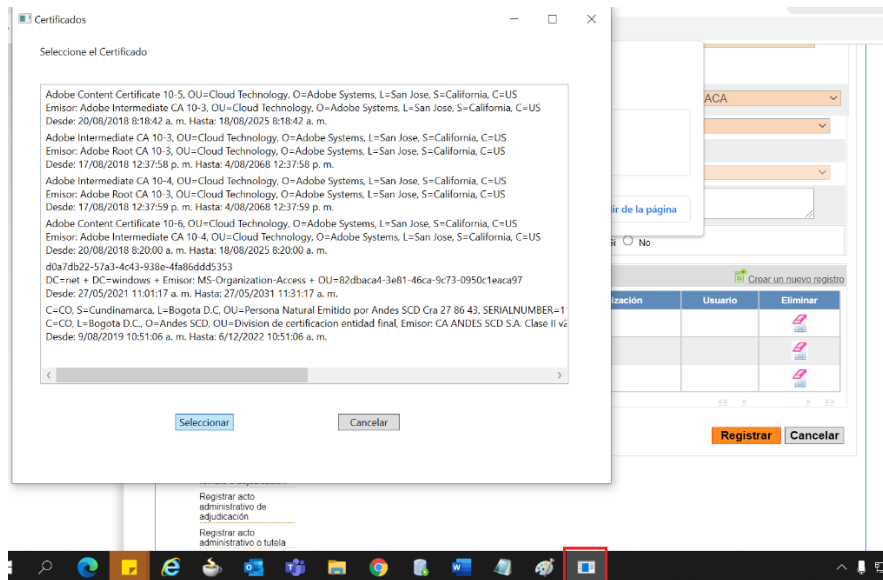 Certificados
Seleccione el Certificado
Adobe Content Certificate 10-5, OU=Cloud Technology, O=Adobe Systems, L=San Jose, S=California, C=US
Emisor: Adobe Intermediate CA 10-3, OU=Cloud Technology, O=Adobe Systems, L=San Jose, S=California, C=US
Desde: 20/08/2018 8:18:42 a. m. Hasta: 18/08/2025 8:18:42 a. m.
Adobe Intermediate CA 10-3, OU=Cloud Technology, O=Adobe Systems, L=San Jose, S=California, C=US
Emisor: Adobe Root CA 10-3, OU=Cloud Technology, O=Adobe Systems, L=San Jose, S=California, C=US
Desde: 17/08/2018 12:37:58 p. m. Hasta: 4/08/2068 12:37:58 p. m.
Adobe Intermediate CA 10-4, OU=Cloud Technology, O=Adobe Systems, L=San Jose, S=California, C=US
Emisor: Adobe Root CA 10-3, OU=Cloud Technology, O=Adobe Systems, L=San Jose, S=California, C=US
Desde: 17/08/2018 12:37:59 p. m. Hasta: 4/08/2068 12:37:59 p. m.
Adobe Content Certificate 10-6, OU=Cloud Technology, O=Adobe Systems, L=San Jose, S=California, C=US
Emisor: Adobe Intermediate CA 10-4, OU=Cloud Technology, O=Adobe Systems, L=San Jose, S=California, C=US
Desde: 20/08/2018 8:20:00 a. m. Hasta: 18/08/2025 8:20:00 a. m.
d0a7db22-57a3-4c43-938e-4fa86ddd5353
DC=net + DC=windows + Emisor: MS-Organization-Access + OU=82dbaca4-3e81-46ca-9c73-0950c1eaca97
Desde: 27/05/2021 11:01:17 a. m. Hasta: 27/05/2031 11:31:17 a. m.
C=CO, S=Cundinamarca, L=Bogota D.C, OU=Persona Natural Emitido por Andes SCD Cra 27 86 43, SERIALNUMBER=1
C=CO, L=Bogota D.C., O=Andes SCD, OU=Division de certificacion entidad final, Emisor: CA ANDES SCD S.A. Clase II v2
Desde: 9/08/2019 10:51:06 a. m. Hasta: 6/12/2022 10:51:06 a. m.
Seleccionar
Cancelar
ACA
ir de la página
Si
No
Crear un nuevo registro
ización
Usuario
Eliminar
Registrar
Cancelar
Registrar acto
administrativo de
adjudicación
Registrar acto
administrativo o tutela